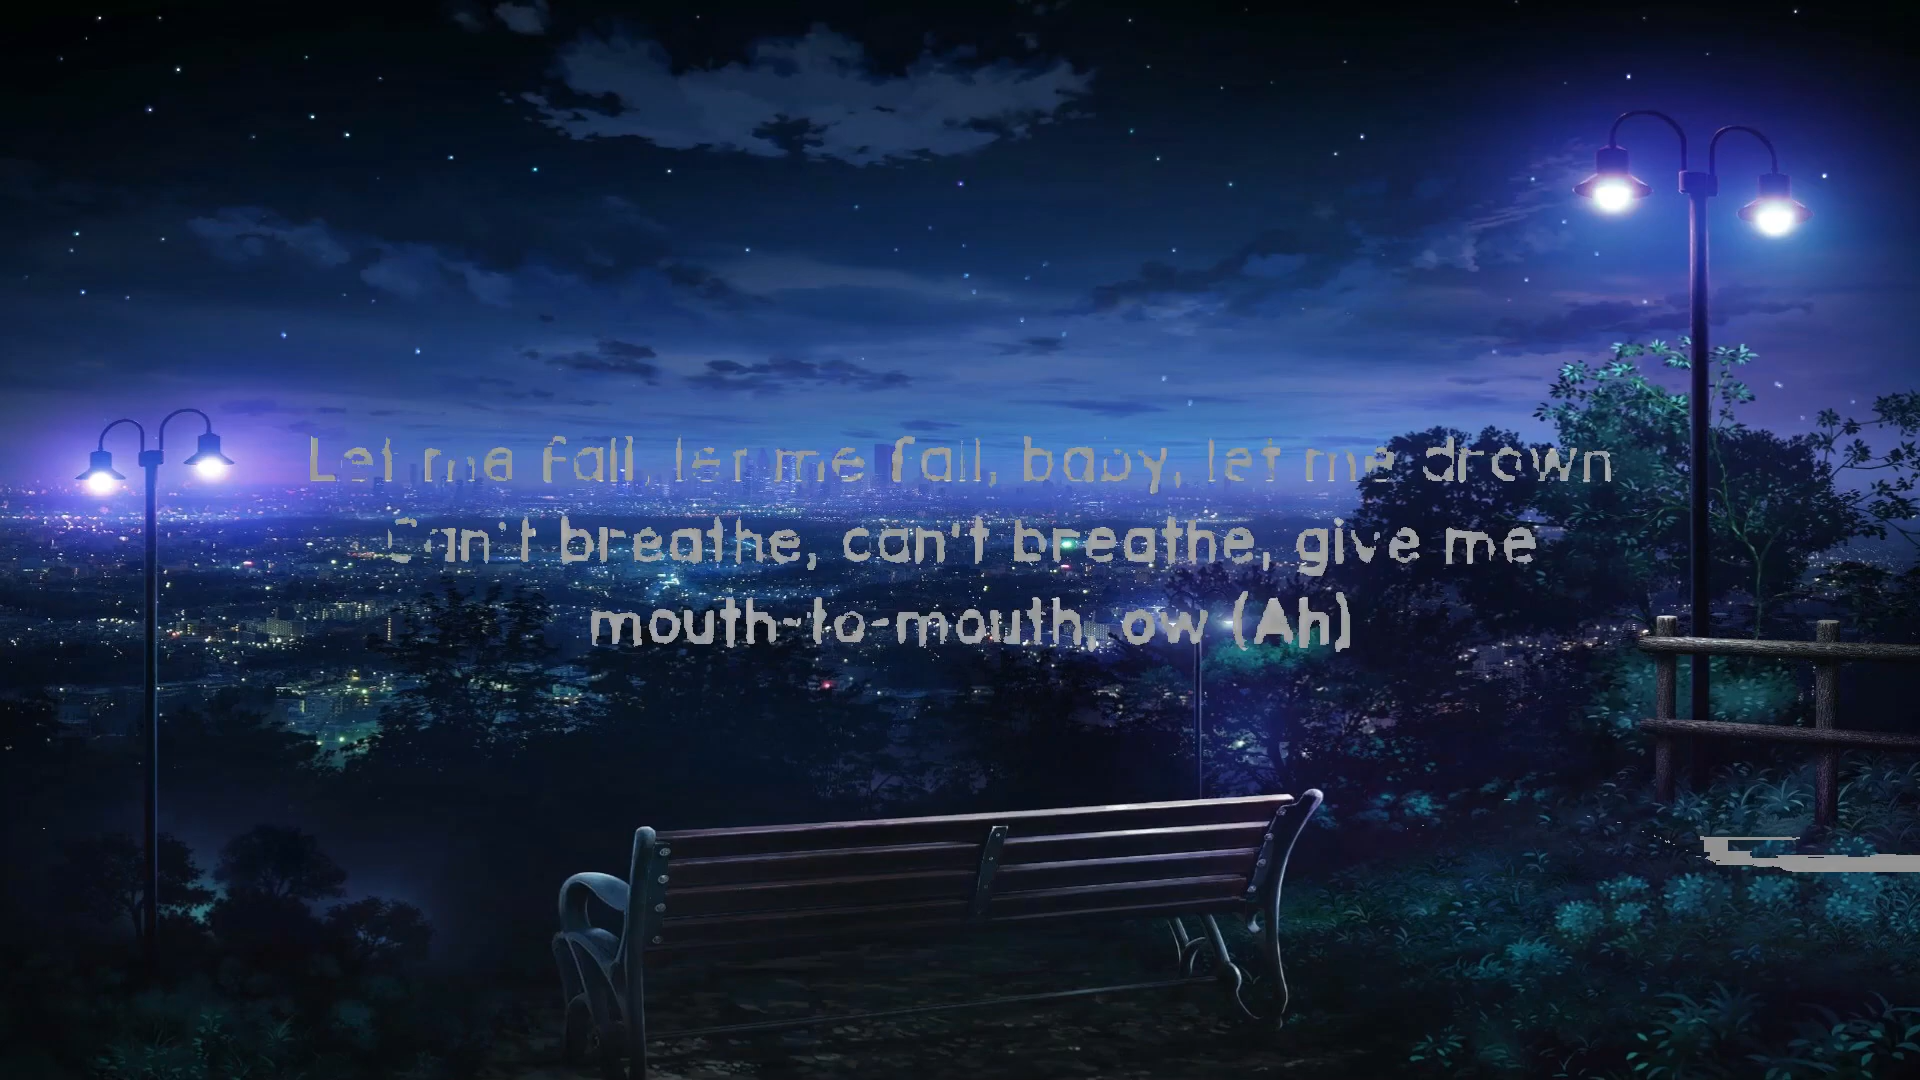 Let me fall, let me fall, baby, let me drown
Can't breathe, can't breathe, give me
mouth-to-mouth, ow (Ah)